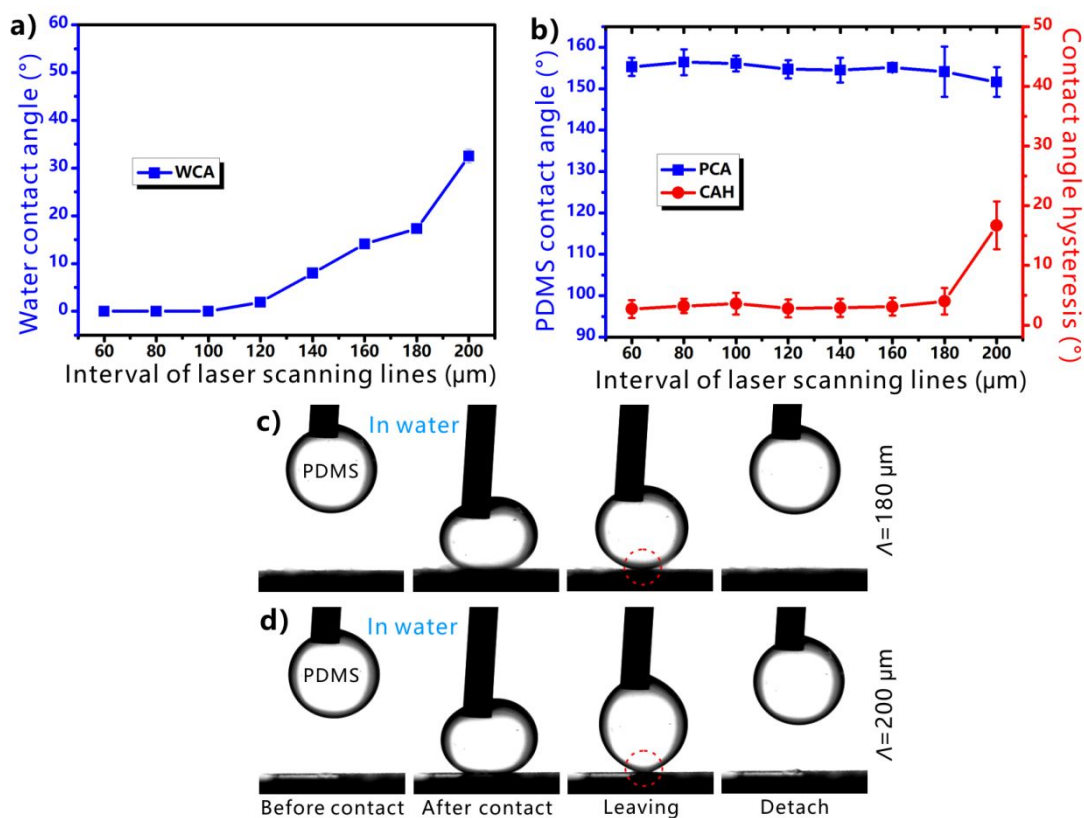 a)
60
50
40
30
20
10
0
Water contact angle (°)
WCA
60 80 100 120 140 160 180 200
Interval of laser scanning lines (μm)
b)
160
150
140
130
120
110
100
90
PDMS contact angle (°)
PCA
CAH
50
40
30
20
10
0
Contact angle hysteresis (°)
60 80 100 120 140 160 180 200
Interval of laser scanning lines (μm)
c)
In water
PDMS
Λ=180 μm
d)
In water
PDMS
Λ=200 μm
Before contact After contact Leaving Detach